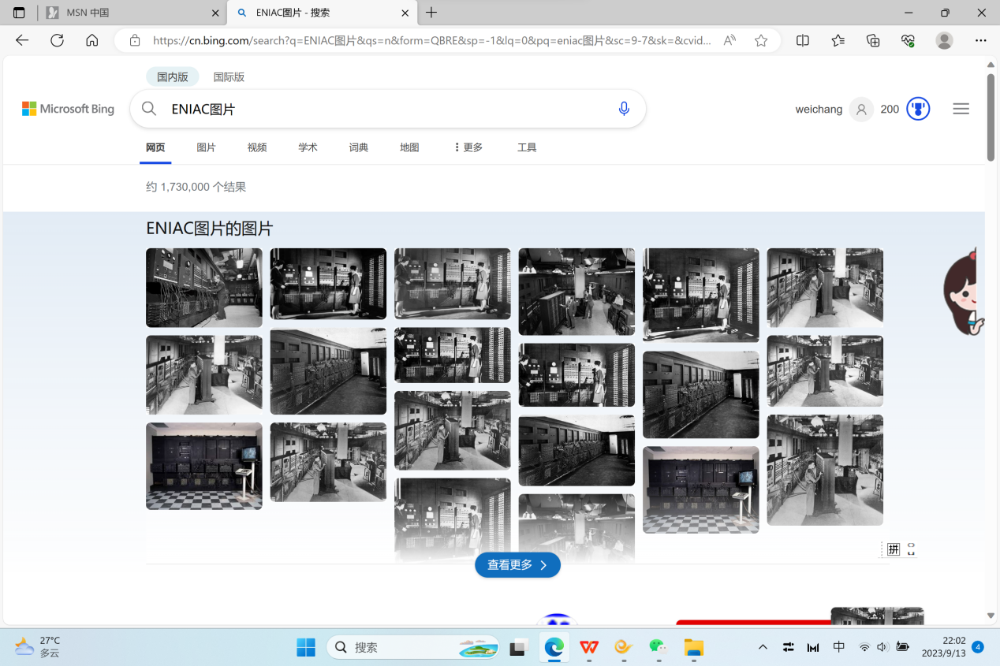 MSN 中国
ENIAC图片 - 搜索
https://cn.bing.com/search?q=ENIAC图片&qs=n&form=QBRE&sp=-1&lq=0&pq=eniac图片&sc=9-7&sk=&cvid...
国内版 国际版
Microsoft Bing
ENIAC图片
weichang 200
网页 图片 视频 学术 词典 地图 更多 工具
约 1,730,000 个结果
ENIAC图片的图片
拼
查看更多
27°C
多云
搜索
中
22:02
2023/9/13
4